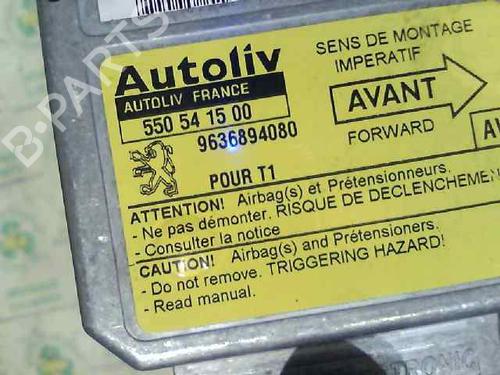 Autoliv
AUTOLIV FRANCE
550 54 15 00
9636894080
POUR T1
SENS DE MONTAGE
IMPERATIF
AVANT
FORWARD
ATTENTION! Airbag(s) et Prétensionneurs.
- Ne pas démonter. RISQUE DE DECLENCHEME
- Consulter la notice
CAUTION! Airbag(s) and Prétensioners.
- Do not remove. TRIGGERING HAZARD!
- Read manual.
B-PARTS